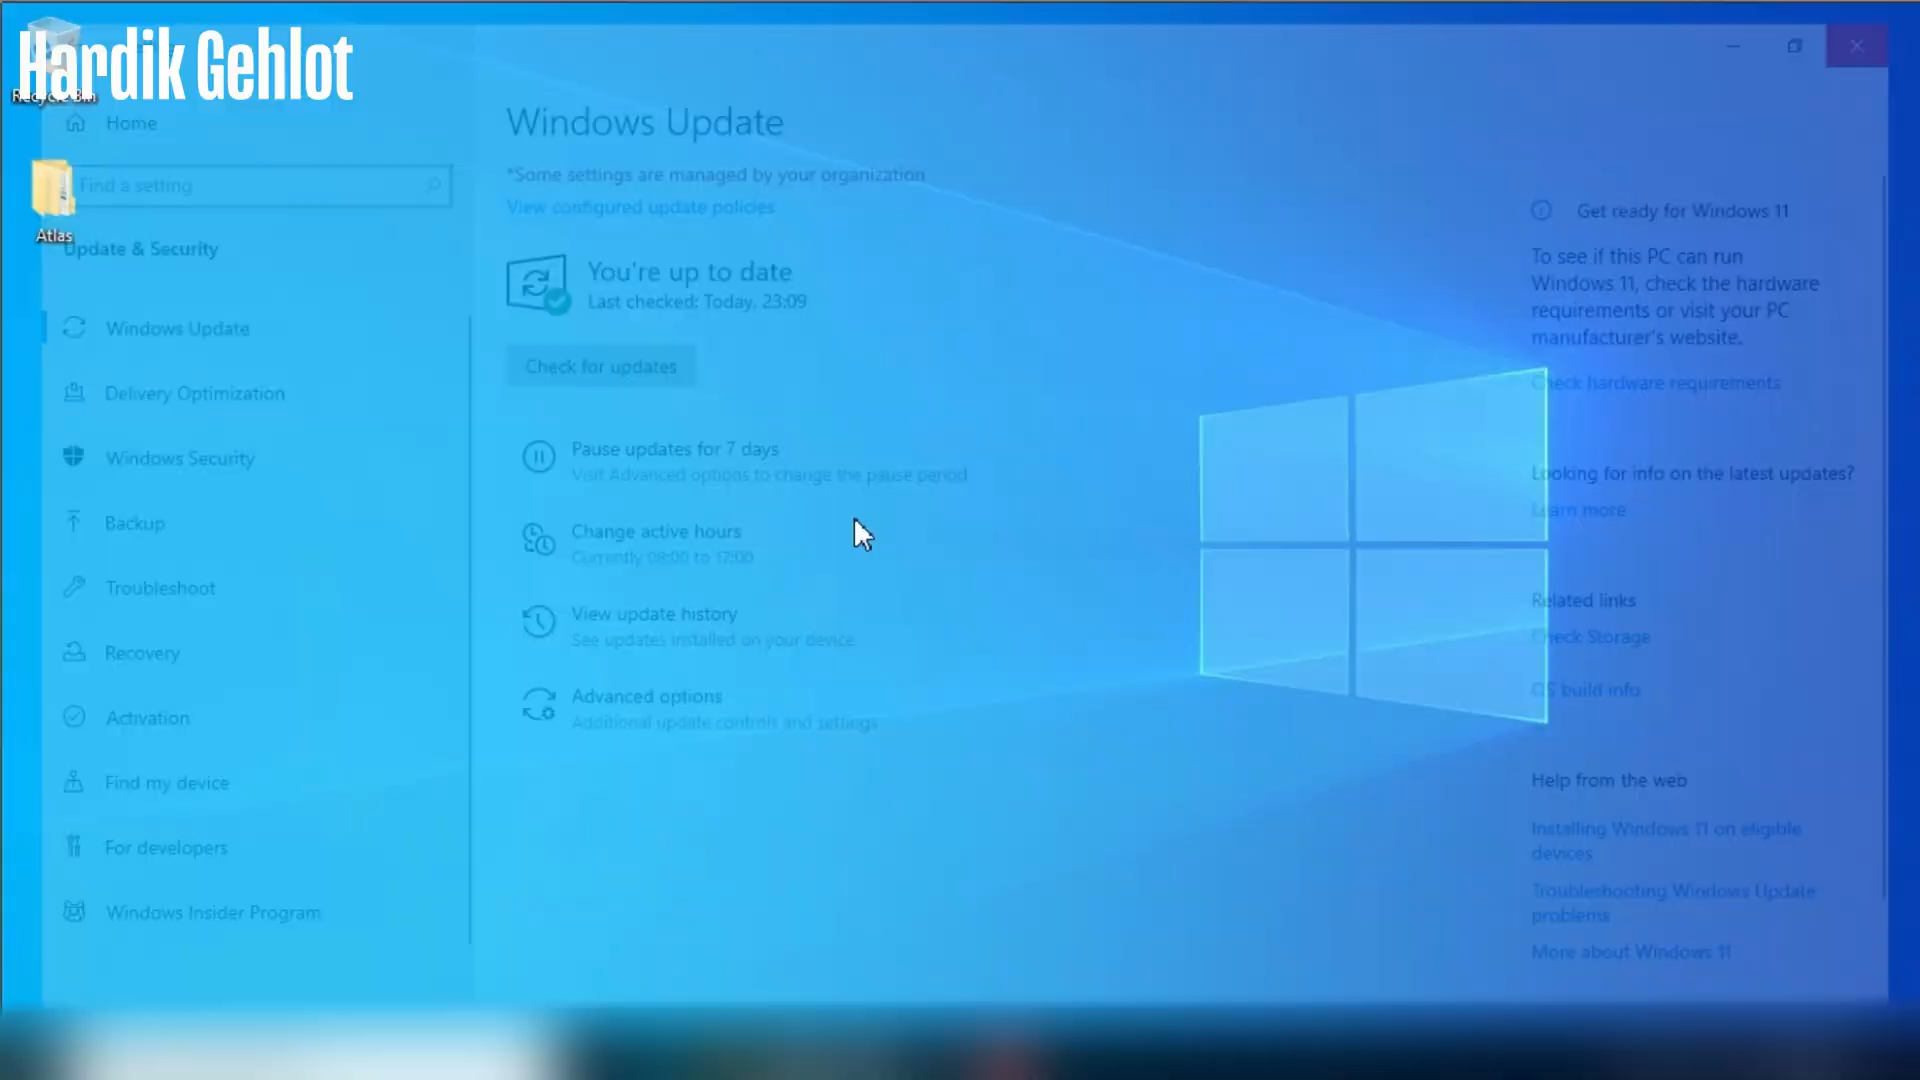 Hardik Gehlot
Recycle Bin
Home
Find a setting
Atlas
Update & Security
Windows Update
Delivery Optimization
Windows Security
Backup
Troubleshoot
Recovery
Activation
Find my device
For developers
Windows Insider Program
Windows Update
*Some settings are managed by your organization
View configured update policies
You're up to date
Last checked: Today, 23:09
Check for updates
Pause updates for 7 days
Visit Advanced options to change the pause period
Change active hours
Currently 08:00 to 17:00
View update history
See updates installed on your device
Advanced options
Additional update controls and settings
Get ready for Windows 11
To see if this PC can run
Windows 11, check the hardware
requirements or visit your PC
manufacturer's website.
Check hardware requirements
Looking for info on the latest updates?
Learn more
Related links
Check Storage
OS build info
Help from the web
Installing Windows 11 on eligible
devices
Troubleshooting Windows Update
problems
More about Windows 11